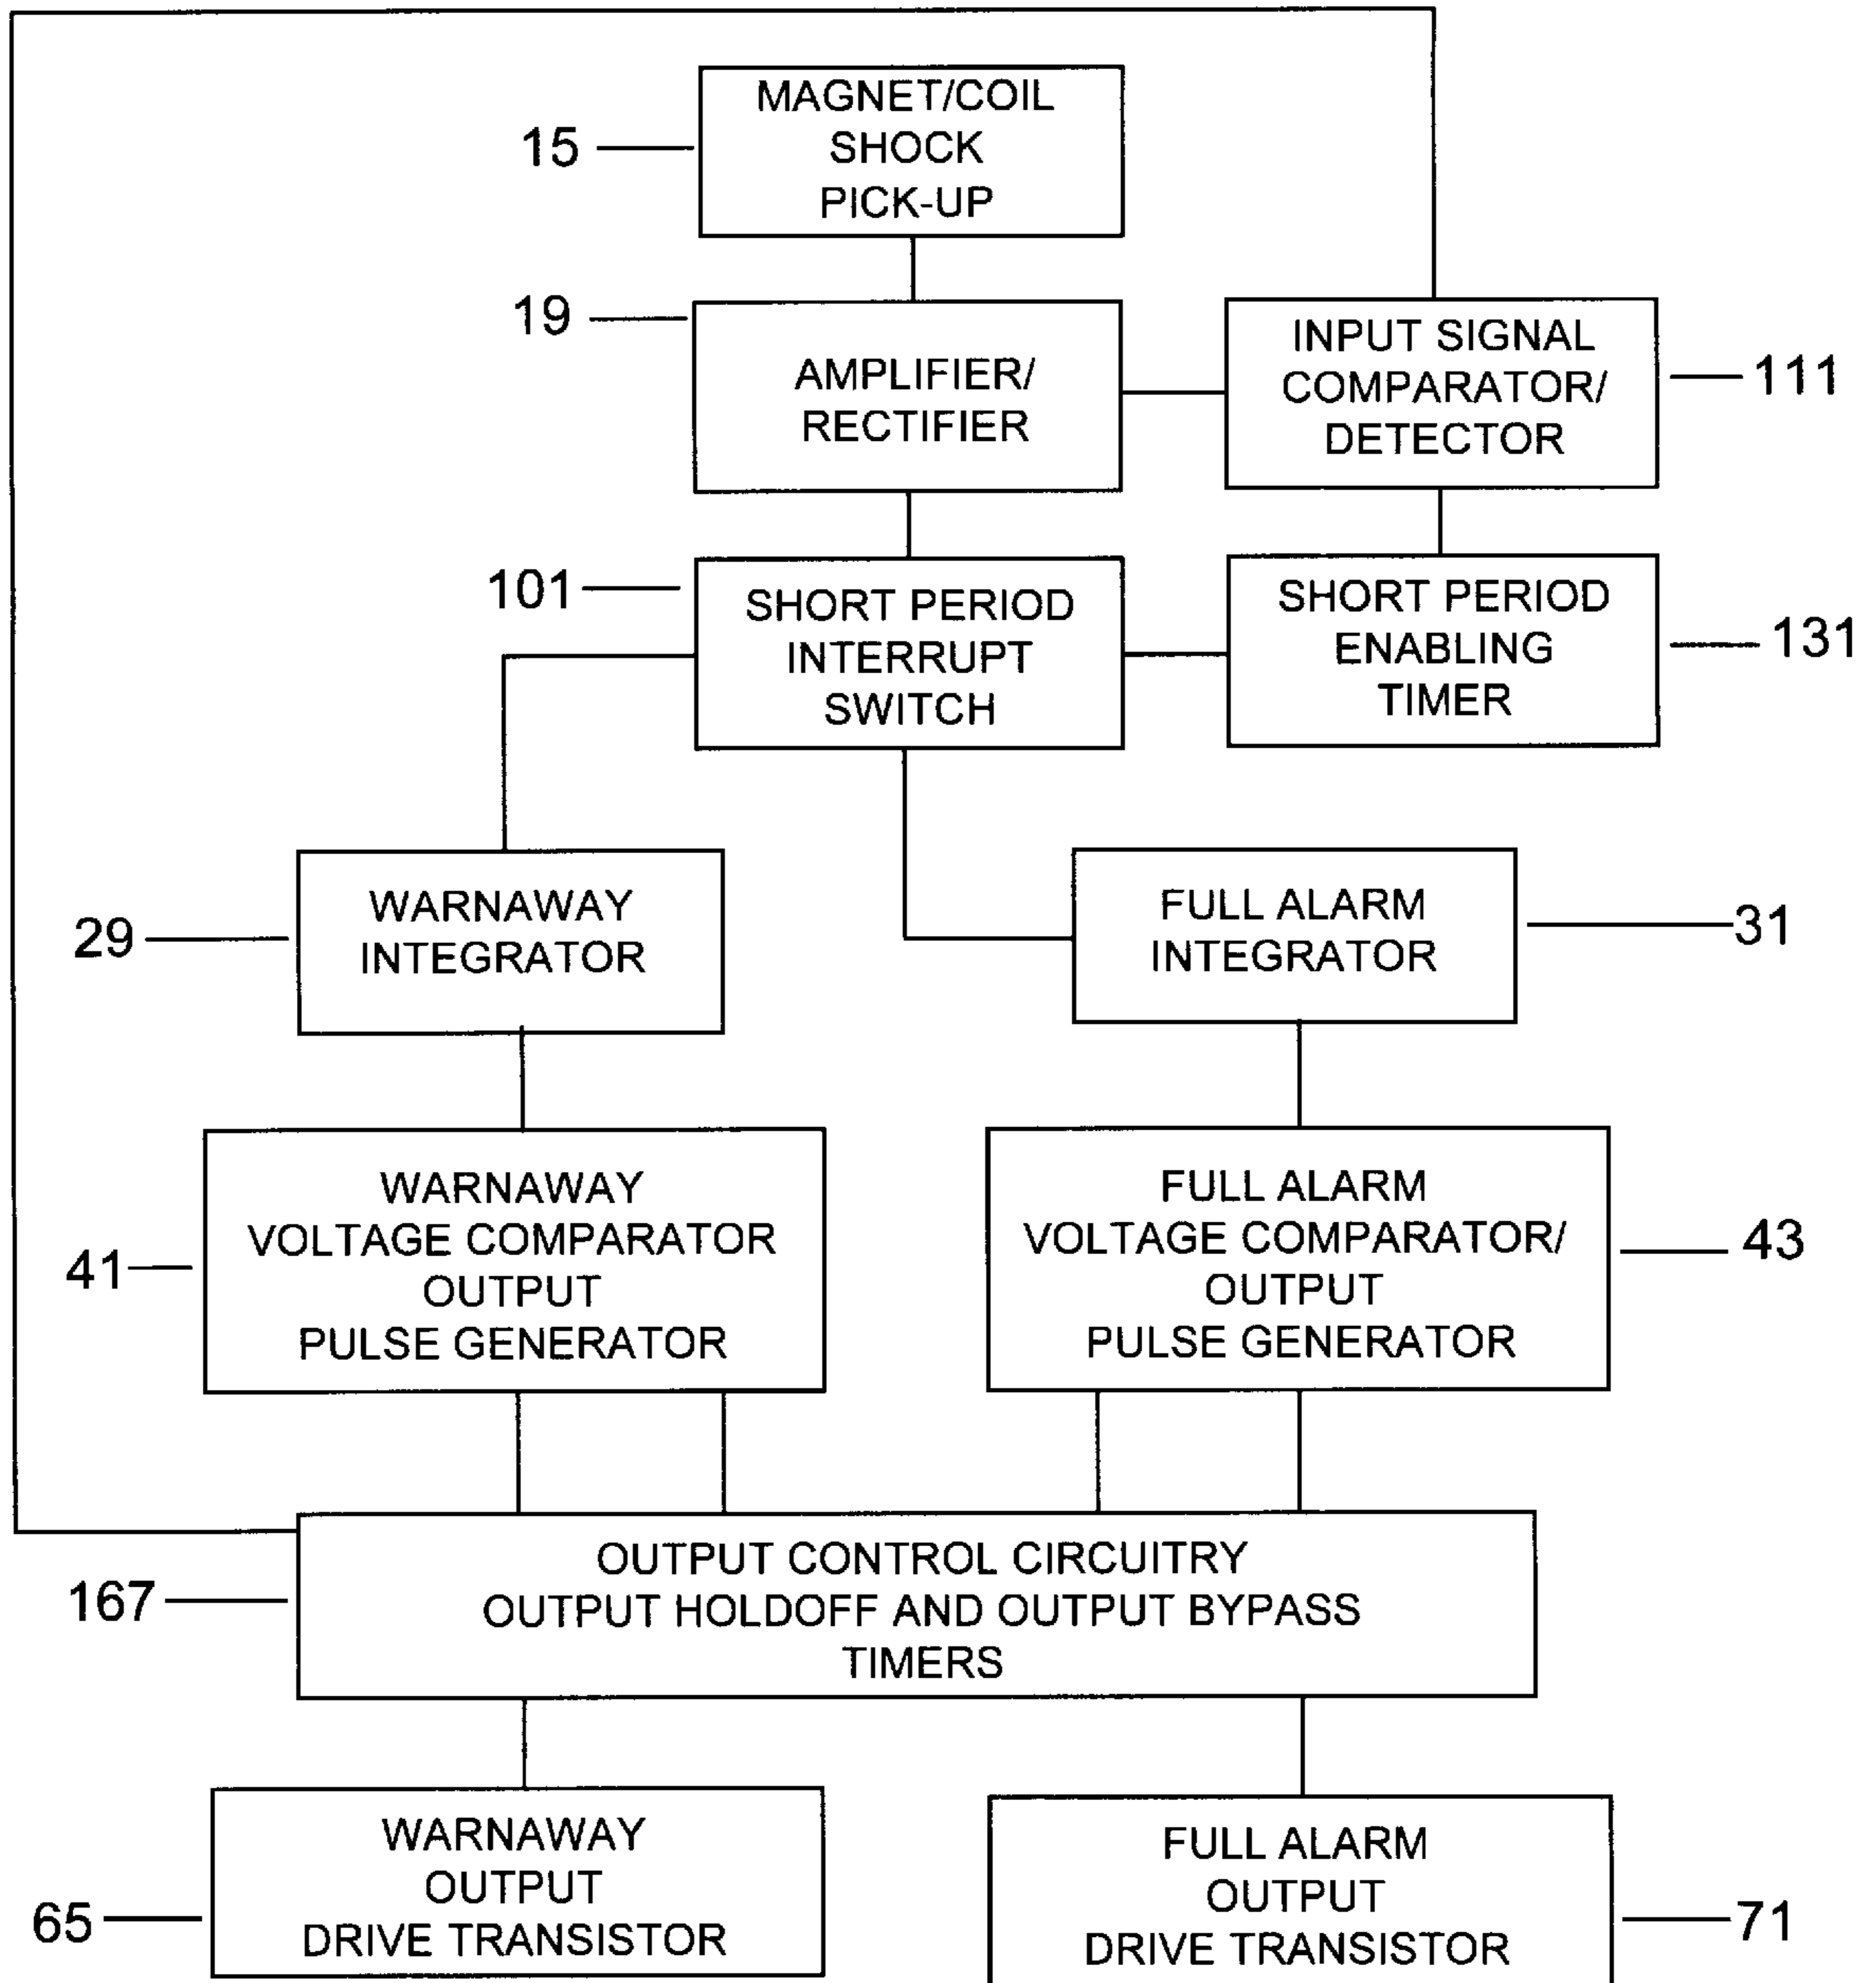 MAGNET/COIL
SHOCK
PICK-UP
15
19
AMPLIFIER/
RECTIFIER
INPUT SIGNAL
COMPARATOR/
DETECTOR
111
101
SHORT PERIOD
INTERRUPT
SWITCH
SHORT PERIOD
ENABLING
TIMER
131
29
WARNAWAY
INTEGRATOR
FULL ALARM
INTEGRATOR
31
41
WARNAWAY
VOLTAGE COMPARATOR
OUTPUT
PULSE GENERATOR
FULL ALARM
VOLTAGE COMPARATOR/
OUTPUT
PULSE GENERATOR
43
167
OUTPUT CONTROL CIRCUITRY
OUTPUT HOLDOFF AND OUTPUT BYPASS
TIMERS
65
WARNAWAY
OUTPUT
DRIVE TRANSISTOR
FULL ALARM
OUTPUT
DRIVE TRANSISTOR
71